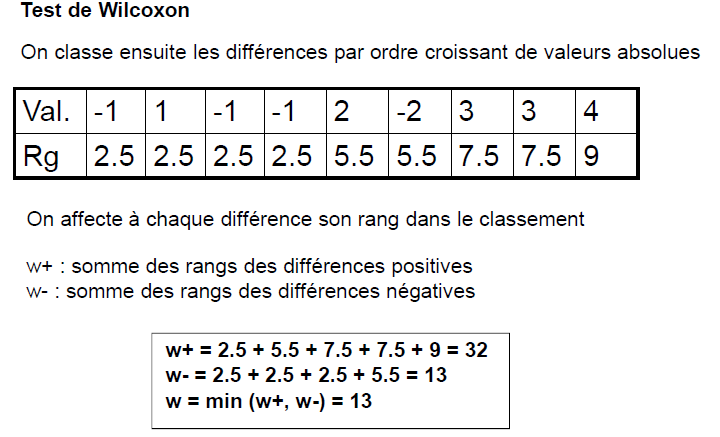 Test de Wilcoxon
On classe ensuite les différences par ordre croissant de valeurs absolues
Val. -1 1 -1 -1 2 -2 3 3 4
Rg 2.5 2.5 2.5 2.5 5.5 5.5 7.5 7.5 9
On affecte à chaque différence son rang dans le classement
w+ : somme des rangs des différences positives
w- : somme des rangs des différences négatives
w+ = 2.5 + 5.5 + 7.5 + 7.5 + 9 = 32
w- = 2.5 + 2.5 + 2.5 + 5.5 = 13
w = min (w+, w-) = 13